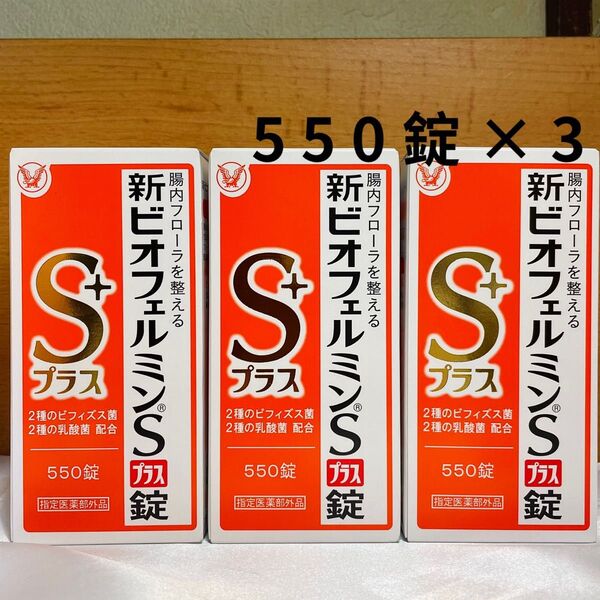 550錠×3
腸内フローラを整える
新ビオフェルミン®S
プラス
錠
S+
プラス
2種のビフィズス菌
2種の乳酸菌 配合
550錠
指定医薬部外品
腸内フローラを整える
新ビオフェルミン®S
プラス
錠
S+
プラス
2種のビフィズス菌
2種の乳酸菌 配合
550錠
指定医薬部外品
腸内フローラを整える
新ビオフェルミン®S
プラス
錠
S+
プラス
2種のビフィズス菌
2種の乳酸菌 配合
550錠
指定医薬部外品